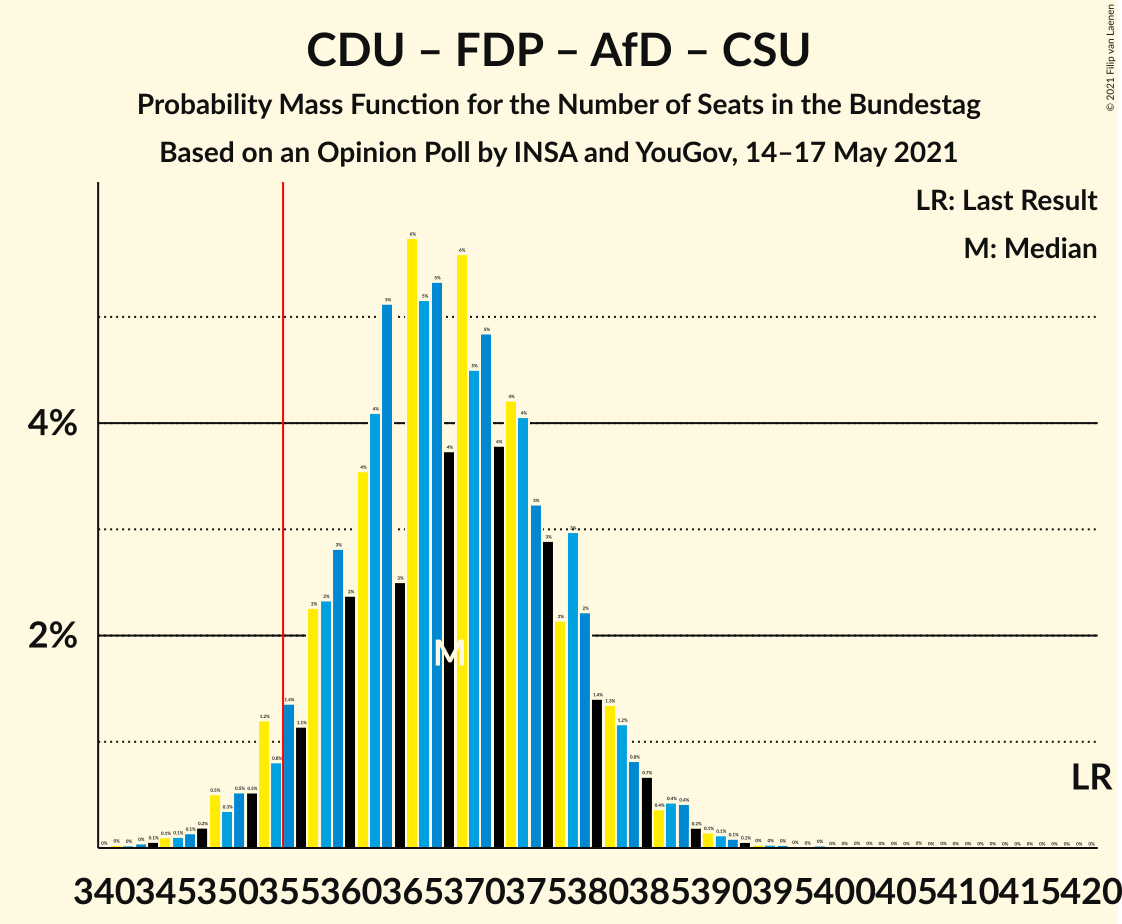 CDU – FDP – AfD – CSU
Probability Mass Function for the Number of Seats in the Bundestag
Based on an Opinion Poll by INSA and YouGov, 14–17 May 2021
© 2021 Filip van Laenen
LR: Last Result
M: Median
4%
2%
M
LR
340 345 350 355 360 365 370 375 380 385 390 395 400 405 410 415 420